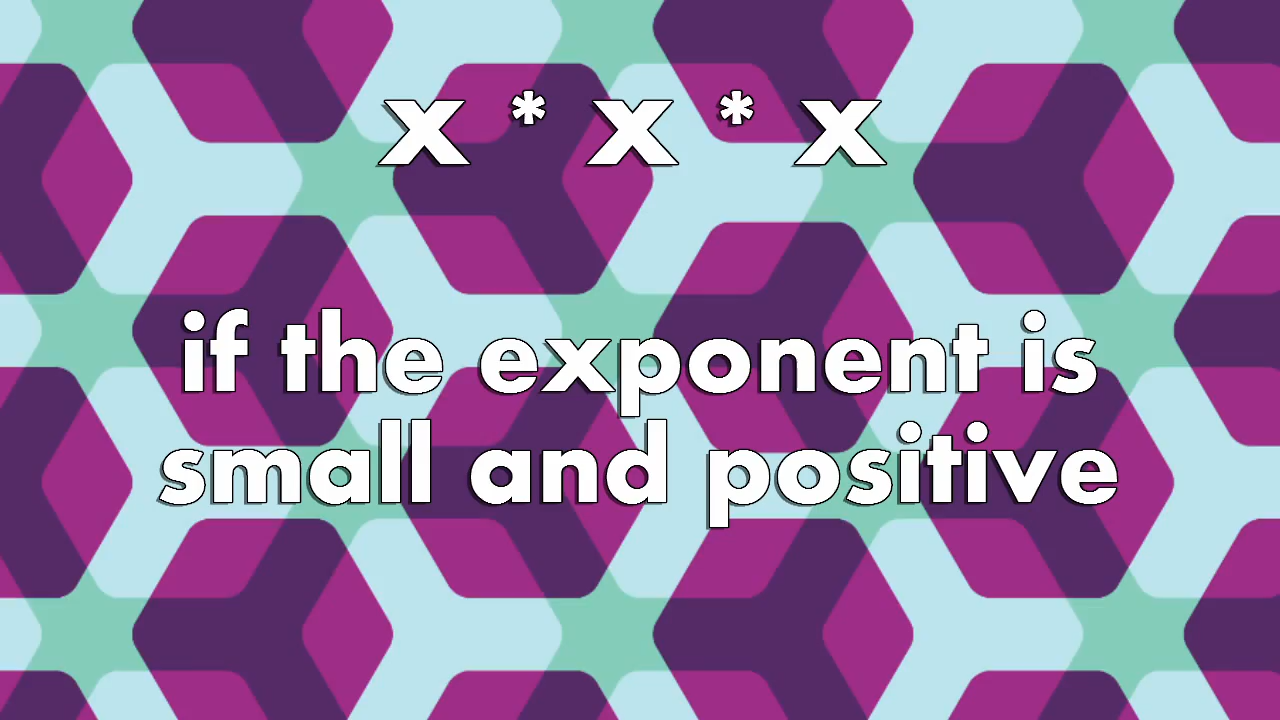 x * x * x
if the exponent is
small and positive